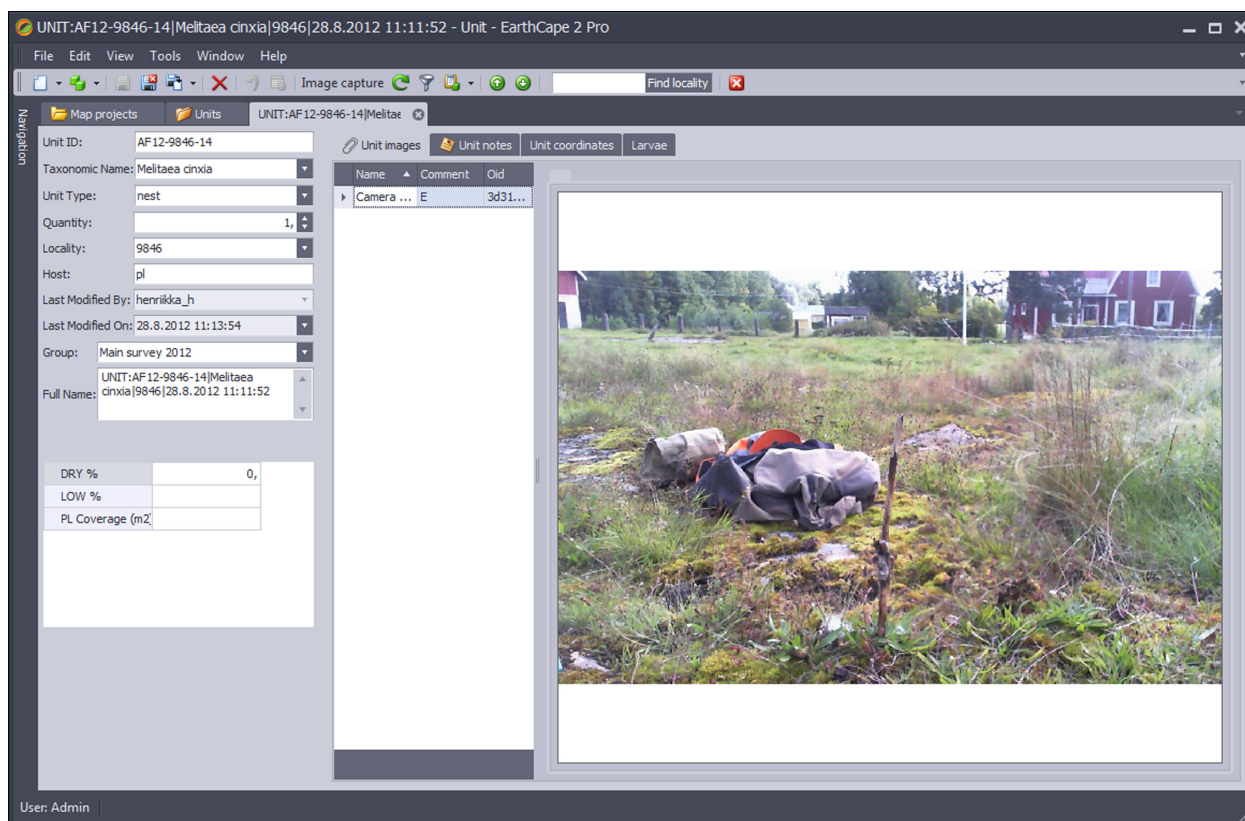 UNIT:AF12-9846-14|Melitaea cinxia|9846|28.8.2012 11:11:52 - Unit - EarthCape 2 Pro
File Edit View Tools Window Help
Image capture Find locality
Navigation
Map projects Units UNIT:AF12-9846-14|Melitae
Unit ID: AF12-9846-14
Taxonomic Name: Melitaea cinxia
Unit Type: nest
Quantity: 1,
Locality: 9846
Host: pl
Last Modified By: henriikka_h
Last Modified On: 28.8.2012 11:13:54
Group: Main survey 2012
Full Name: UNIT:AF12-9846-14|Melitaea
cinxia|9846|28.8.2012 11:11:52
DRY % 0,
LOW %
PL Coverage (m2
Unit images Unit notes Unit coordinates Larvae
Name Comment Oid
Camera ... E 3d31...
User: Admin